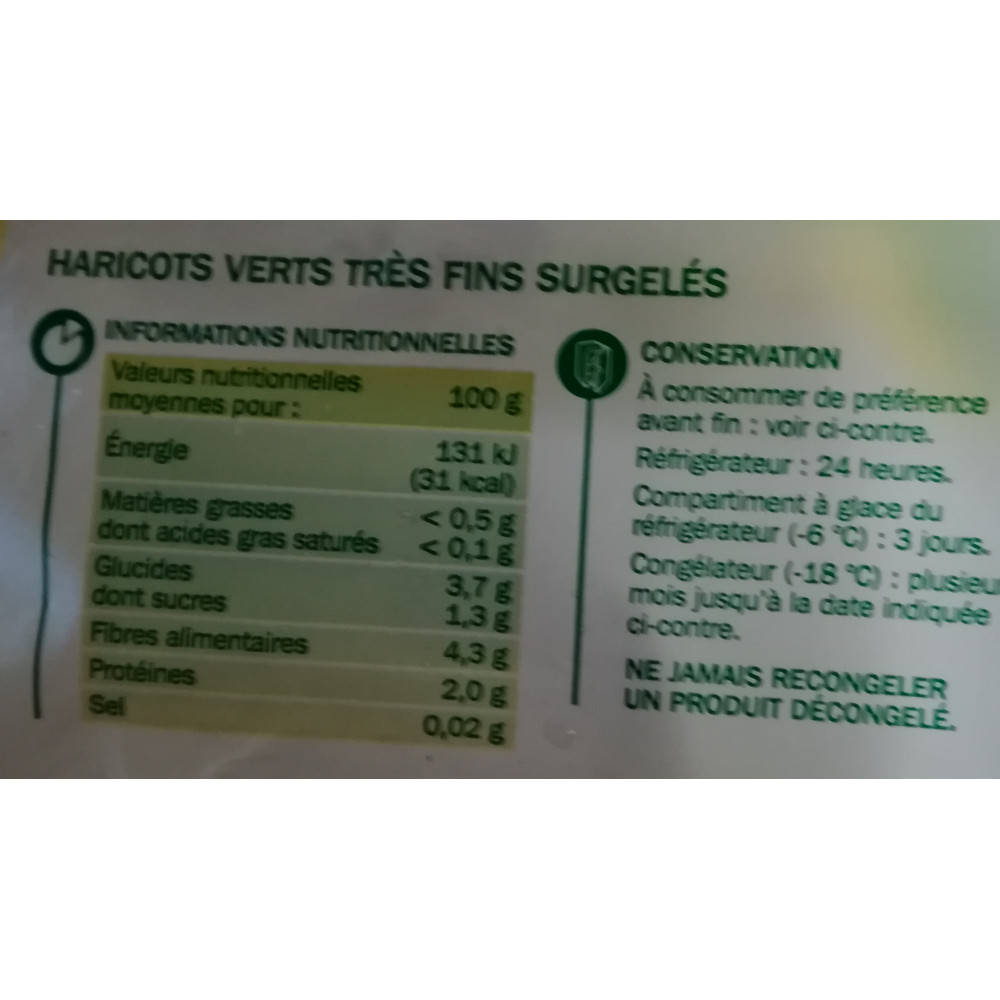 HARICOTS VERTS TRÈS FINS SURGELÉS
INFORMATIONS NUTRITIONNELLES
Valeurs nutritionnelles
moyennes pour : 100 g
Énergie 131 kJ
(31 kcal)
Matières grasses < 0,5 g
dont acides gras saturés < 0,1 g
Glucides 3,7 g
dont sucres 1,3 g
Fibres alimentaires 4,3 g
Protéines 2,0 g
Sel 0,02 g
CONSERVATION
À consommer de préférence
avant fin : voir ci-contre.
Réfrigérateur : 24 heures.
Compartiment à glace du
réfrigérateur (-6 °C) : 3 jours.
Congélateur (-18 °C) : plusieu
mois jusqu'à la date indiquée
ci-contre.
NE JAMAIS RECONGELER
UN PRODUIT DÉCONGELÉ.